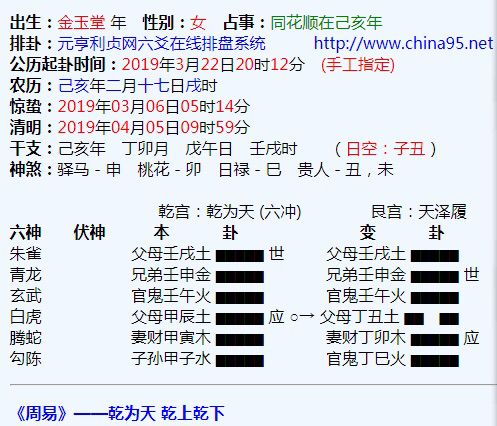 出生：金玉堂 年 性别：女 占事：同花顺在己亥年
排卦：元亨利贞网六爻在线排盘系统 http://www.china95.net
公历起卦时间：2019年3月22日20时12分 (手工指定)
农历：己亥年二月十七日戌时
惊蛰：2019年03月06日05时14分
清明：2019年04月05日09时59分
干支：己亥年 丁卯月 戊午日 壬戌时 （日空：子丑）
神煞：驿马－申 桃花－卯 日禄－巳 贵人－丑，未
乾宫：乾为天 (六冲) 艮宫：天泽履
六神 伏神 本 卦 变 卦
朱雀 父母壬戌土 世 父母壬戌土
青龙 兄弟壬申金 兄弟壬申金 世
玄武 官鬼壬午火 官鬼壬午火
白虎 父母甲辰土 应 ○→ 父母丁丑土
腾蛇 妻财甲寅木 妻财丁卯木 应
勾陈 子孙甲子水 官鬼丁巳火
《周易》——乾为天 乾上乾下